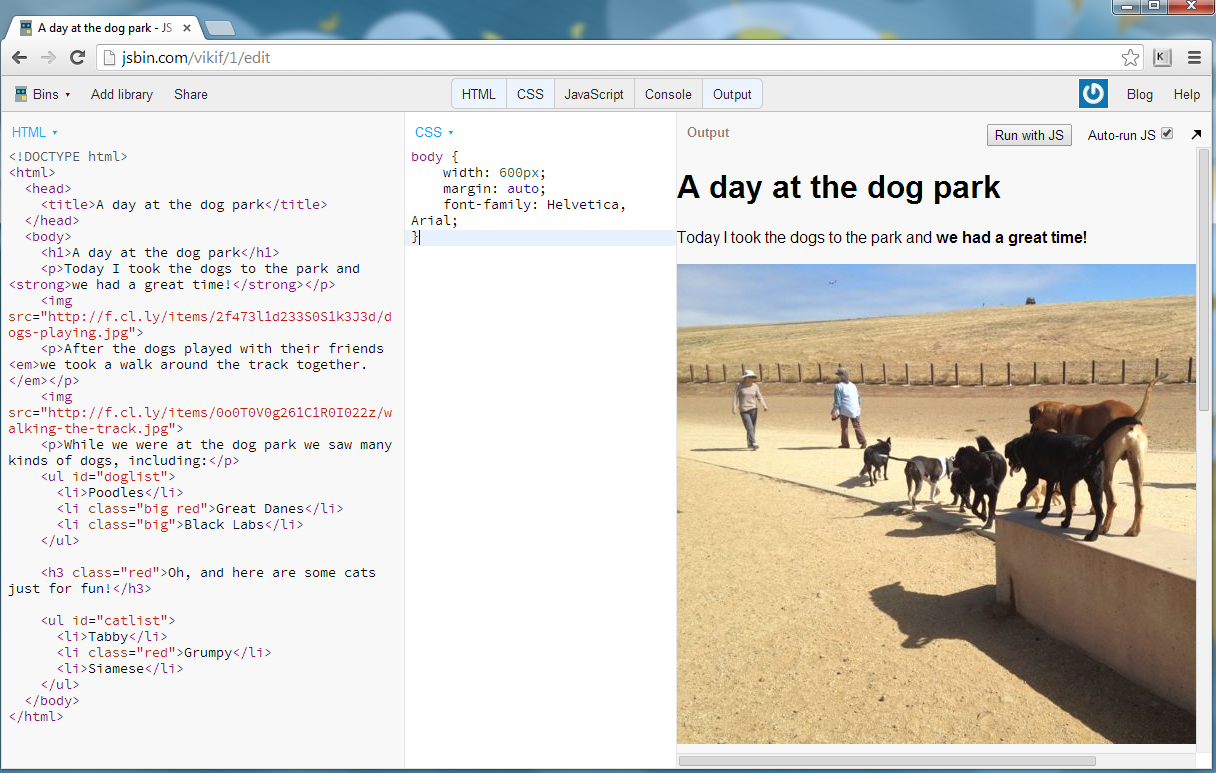 A day at the dog park - JS
jsbin.com/vikif/1/edit
Bins Add library Share HTML CSS JavaScript Console Output Blog Help
HTML
<!DOCTYPE html>
<html>
  <head>
    <title>A day at the dog park</title>
  </head>
  <body>
    <h1>A day at the dog park</h1>
    <p>Today I took the dogs to the park and
<strong>we had a great time!</strong></p>
    <img
src="http://f.cl.ly/items/2f473l1d233S0S1k3J3d/d
ogs-playing.jpg">
    <p>After the dogs played with their friends
<em>we took a walk around the track together.
</em></p>
    <img
src="http://f.cl.ly/items/0o0T0V0g261C1R0I022z/w
alking-the-track.jpg">
    <p>While we were at the dog park we saw many
kinds of dogs, including:</p>
    <ul id="doglist">
      <li>Poodles</li>
      <li class="big red">Great Danes</li>
      <li class="big">Black Labs</li>
    </ul>
    <h3 class="red">Oh, and here are some cats
just for fun!</h3>
    <ul id="catlist">
      <li>Tabby</li>
      <li class="red">Grumpy</li>
      <li>Siamese</li>
    </ul>
  </body>
</html>
CSS
body {
    width: 600px;
    margin: auto;
    font-family: Helvetica,
Arial;
}
Output Run with JS Auto-run JS
A day at the dog park
Today I took the dogs to the park and we had a great time!